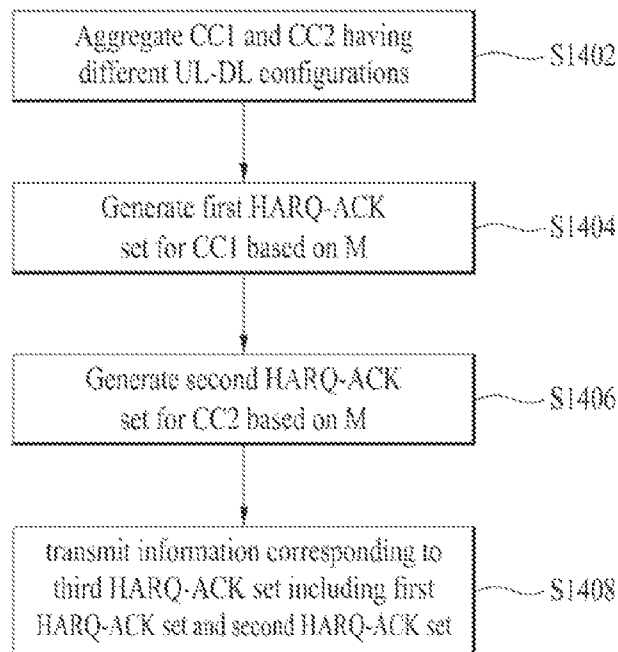 Aggregate CC1 and CC2 having
different UL-DL configurations
S1402
Generate first HARQ-ACK
set for CC1 based on M
S1404
Generate second HARQ-ACK
set for CC2 based on M
S1406
transmit information corresponding to
third HARQ-ACK set including first
HARQ-ACK set and second HARQ-ACK set
S1408